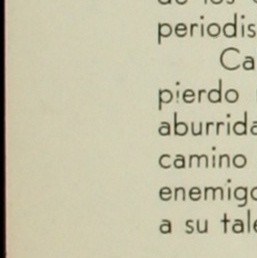 periodis
Ca
pierdo
aburrida
camino
enemigo
a su tale